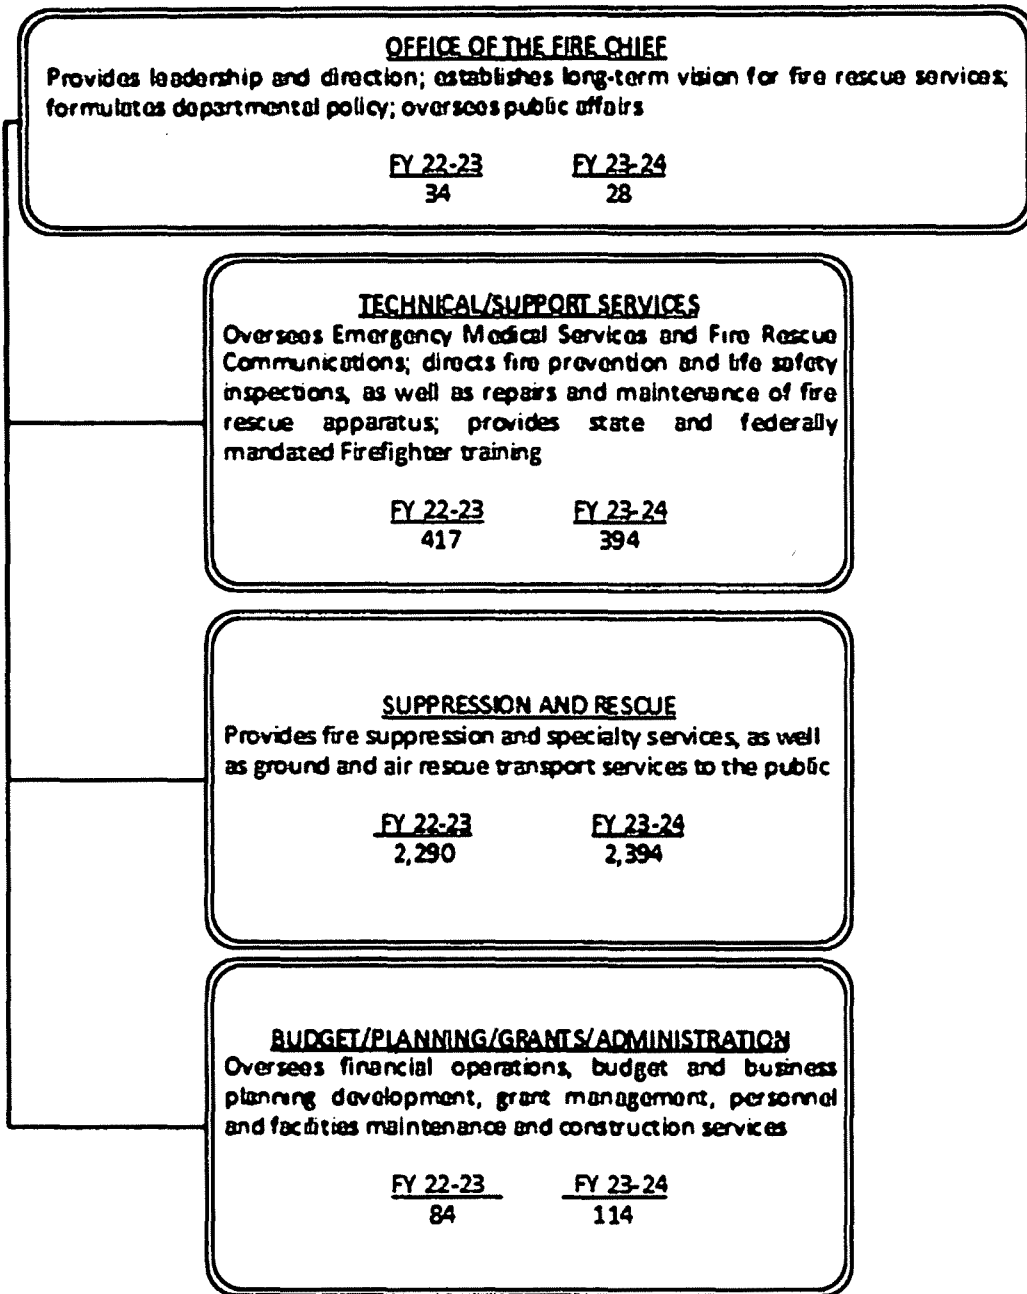 OFFICE OF THE FIRE CHIEF
Provides leadership and direction; establishes long-term vision for fire rescue services;
formulates departmental policy; oversees public affairs
FY 22-23 FY 23-24
34 28
TECHNICAL/SUPPORT SERVICES
Oversees Emergency Medical Services and Fire Rescue
Communications; directs fire prevention and life safety
inspections, as well as repairs and maintenance of fire
rescue apparatus; provides state and federally
mandated Firefighter training
FY 22-23 FY 23-24
417 394
SUPPRESSION AND RESCUE
Provides fire suppression and specialty services, as well
as ground and air rescue transport services to the public
FY 22-23 FY 23-24
2,290 2,394
BUDGET/PLANNING/GRANTS/ADMINISTRATION
Oversees financial operations, budget and business
planning development, grant management, personnel
and facilities maintenance and construction services
FY 22-23 FY 23-24
84 114